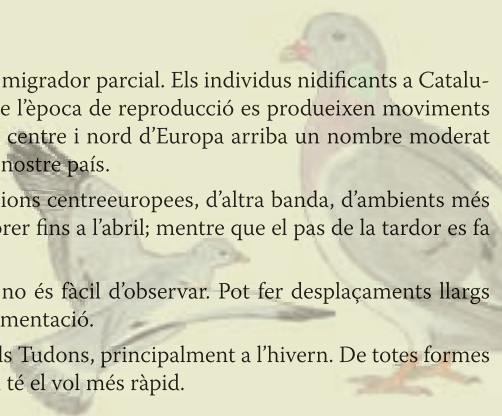 migrador parcial. Els individus nidificants a Catalu-
e l’època de reproducció es produeixen moviments
centre i nord d’Europa arriba un nombre moderat
nostre país.
ions centreeuropees, d’altra banda, d’ambients més
rer fins a l’abril; mentre que el pas de la tardor es fa
no és fàcil d’observar. Pot fer desplaçaments llargs
mentació.
ls Tudons, principalment a l’hivern. De totes formes
té el vol més ràpid.